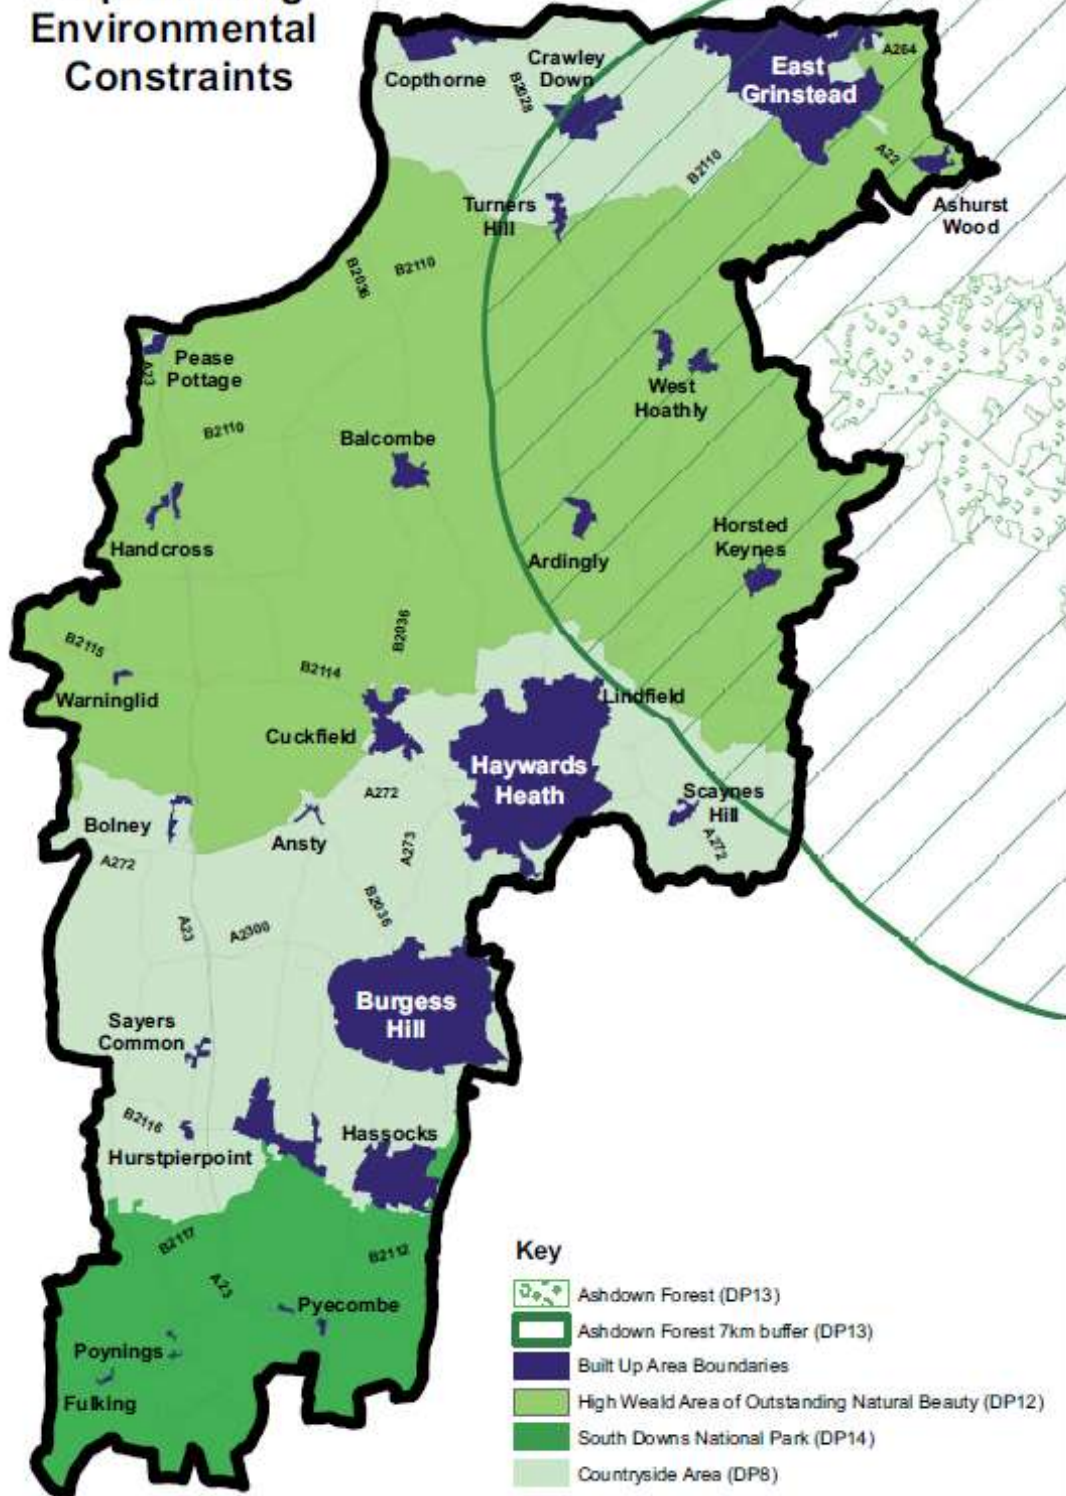 Environmental
Constraints
Copthorne
Crawley
Down
B2028
East
Grinstead
A264
A22
B2110
Ashurst
Wood
Turners
Hill
B2036
B2110
Pease
Pottage
A23
B2110
West
Hoathly
Balcombe
Handcross
Ardingly
Horsted
Keynes
B2115
B2036
B2114
Warninglid
Lindfield
Cuckfield
Haywards
Heath
A272
Scaynes
Hill
A272
Bolney
Ansty
A273
A272
B2036
A23
A2300
Burgess
Hill
Sayers
Common
B2116
Hassocks
Hurstpierpoint
B2117
B2112
A23
Pyecombe
Poynings
Fulking
Key
Ashdown Forest (DP13)
Ashdown Forest 7km buffer (DP13)
Built Up Area Boundaries
High Weald Area of Outstanding Natural Beauty (DP12)
South Downs National Park (DP14)
Countryside Area (DP8)